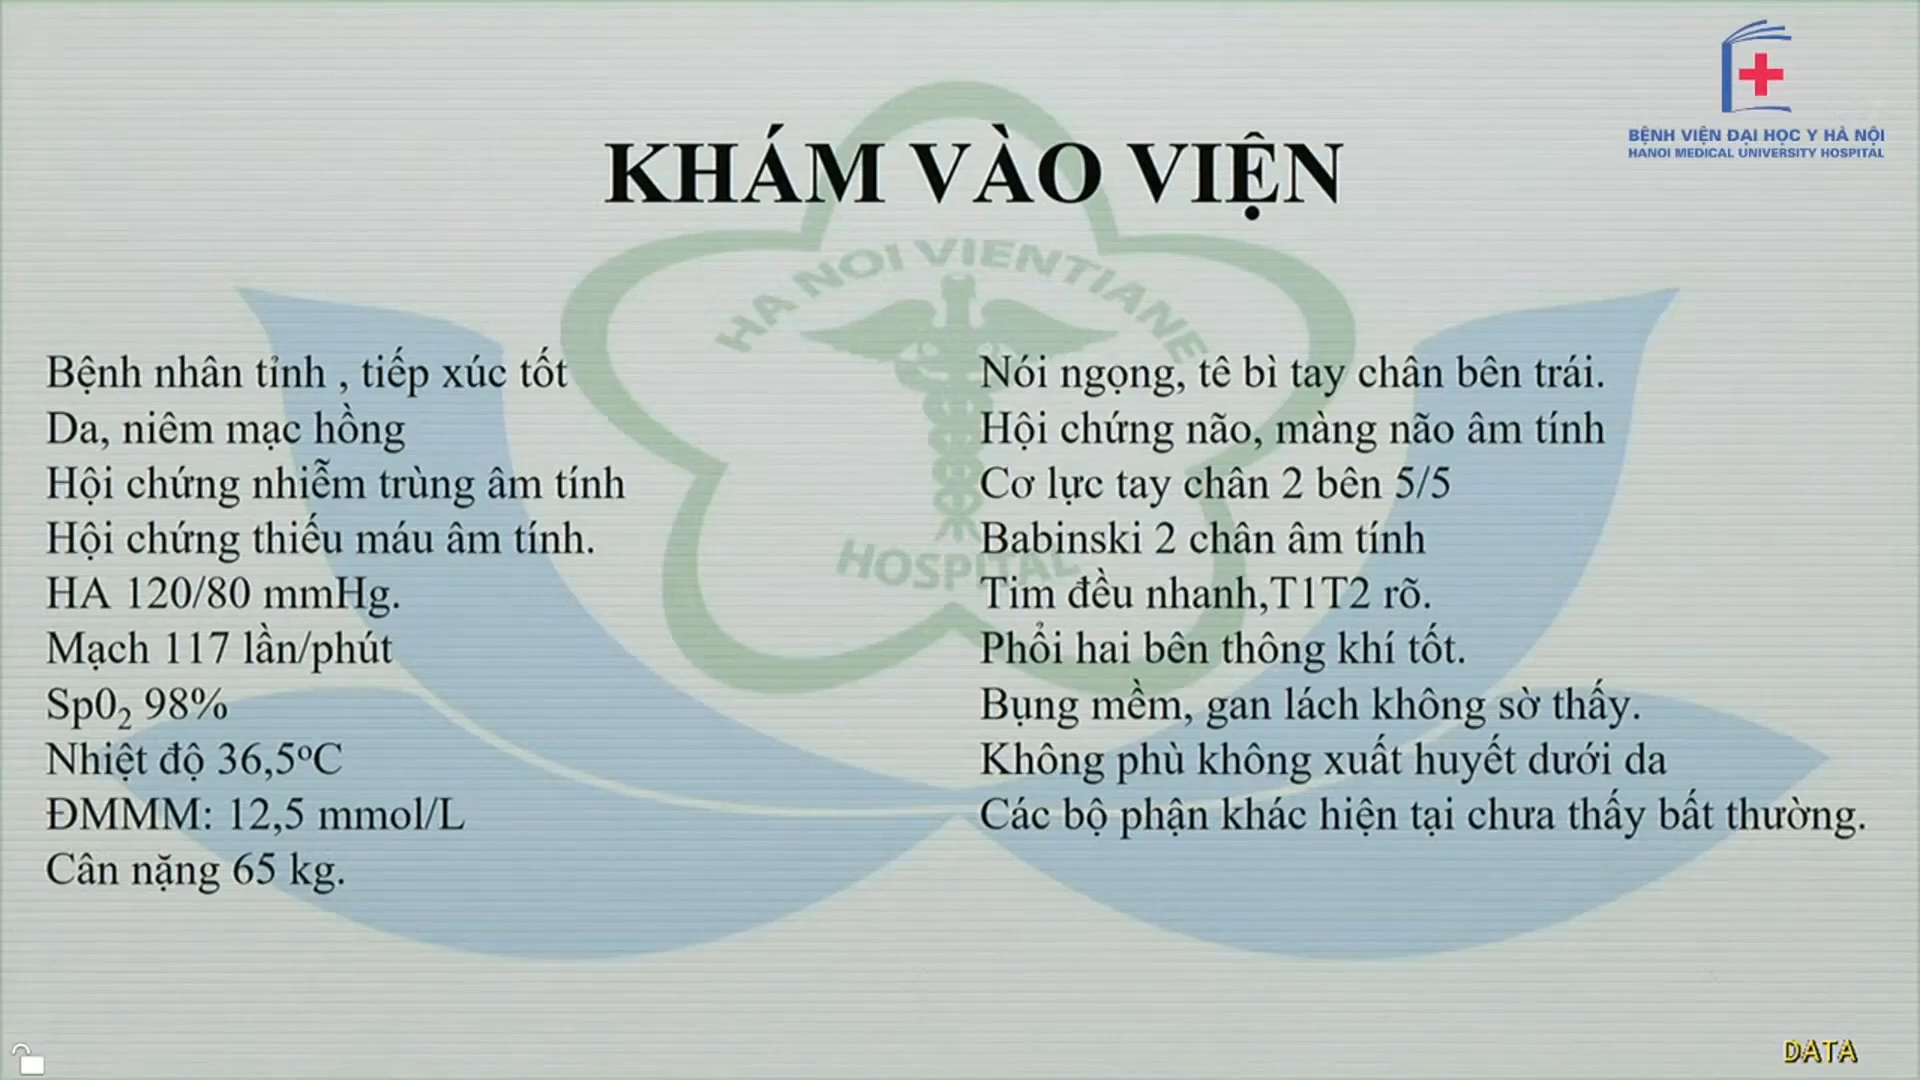 BỆNH VIỆN ĐẠI HỌC Y HÀ NỘI
HANOI MEDICAL UNIVERSITY HOSPITAL
KHÁM VÀO VIỆN
HA NOI VIENTIANE
HOSPITAL
Bệnh nhân tỉnh , tiếp xúc tốt
Da, niêm mạc hồng
Hội chứng nhiễm trùng âm tính
Hội chứng thiếu máu âm tính.
HA 120/80 mmHg.
Mạch 117 lần/phút
Sp0₂ 98%
Nhiệt độ 36,5ᵒC
ĐMMM: 12,5 mmol/L
Cân nặng 65 kg.
Nói ngọng, tê bì tay chân bên trái.
Hội chứng não, màng não âm tính
Cơ lực tay chân 2 bên 5/5
Babinski 2 chân âm tính
Tim đều nhanh,T1T2 rõ.
Phổi hai bên thông khí tốt.
Bụng mềm, gan lách không sờ thấy.
Không phù không xuất huyết dưới da
Các bộ phận khác hiện tại chưa thấy bất thường.
DATA